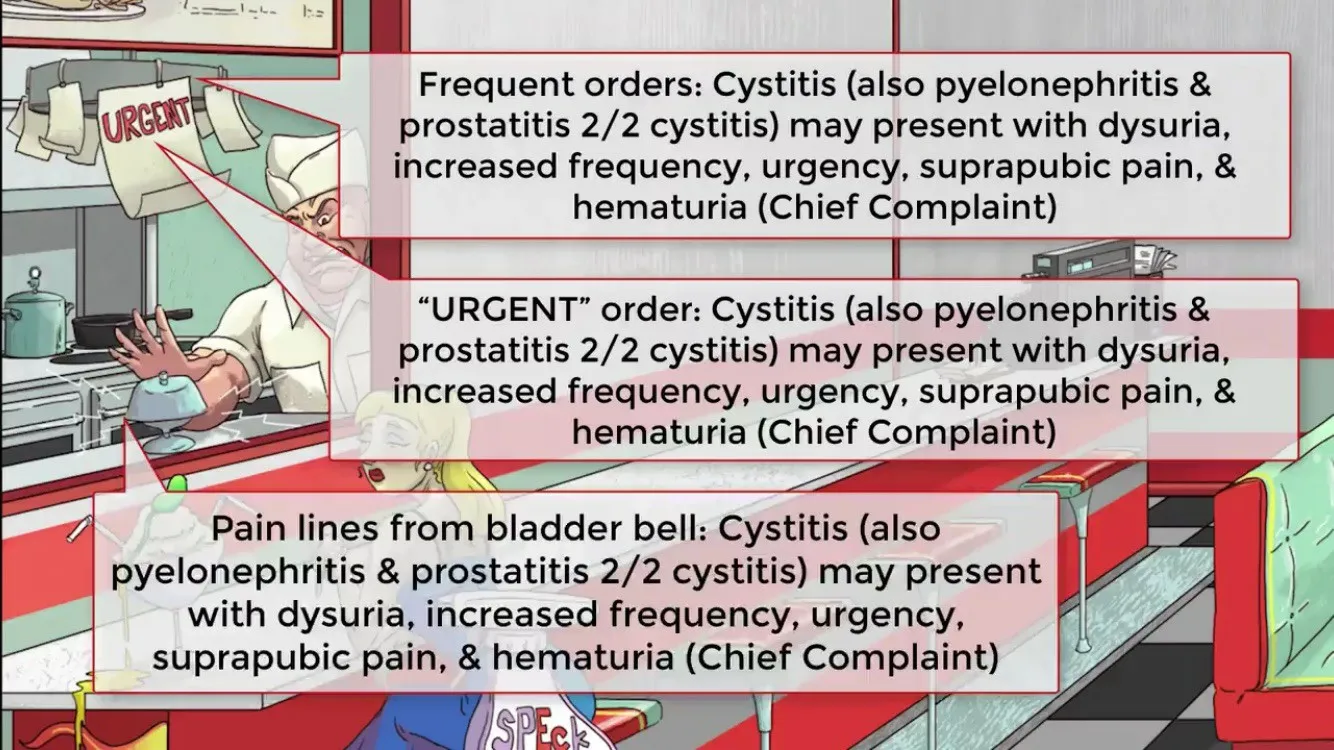 URGENT
Frequent orders: Cystitis (also pyelonephritis &
prostatitis 2/2 cystitis) may present with dysuria,
increased frequency, urgency, suprapubic pain, &
hematuria (Chief Complaint)
“URGENT” order: Cystitis (also pyelonephritis &
prostatitis 2/2 cystitis) may present with dysuria,
increased frequency, urgency, suprapubic pain, &
hematuria (Chief Complaint)
Pain lines from bladder bell: Cystitis (also
pyelonephritis & prostatitis 2/2 cystitis) may present
with dysuria, increased frequency, urgency,
suprapubic pain, & hematuria (Chief Complaint)
SPEck